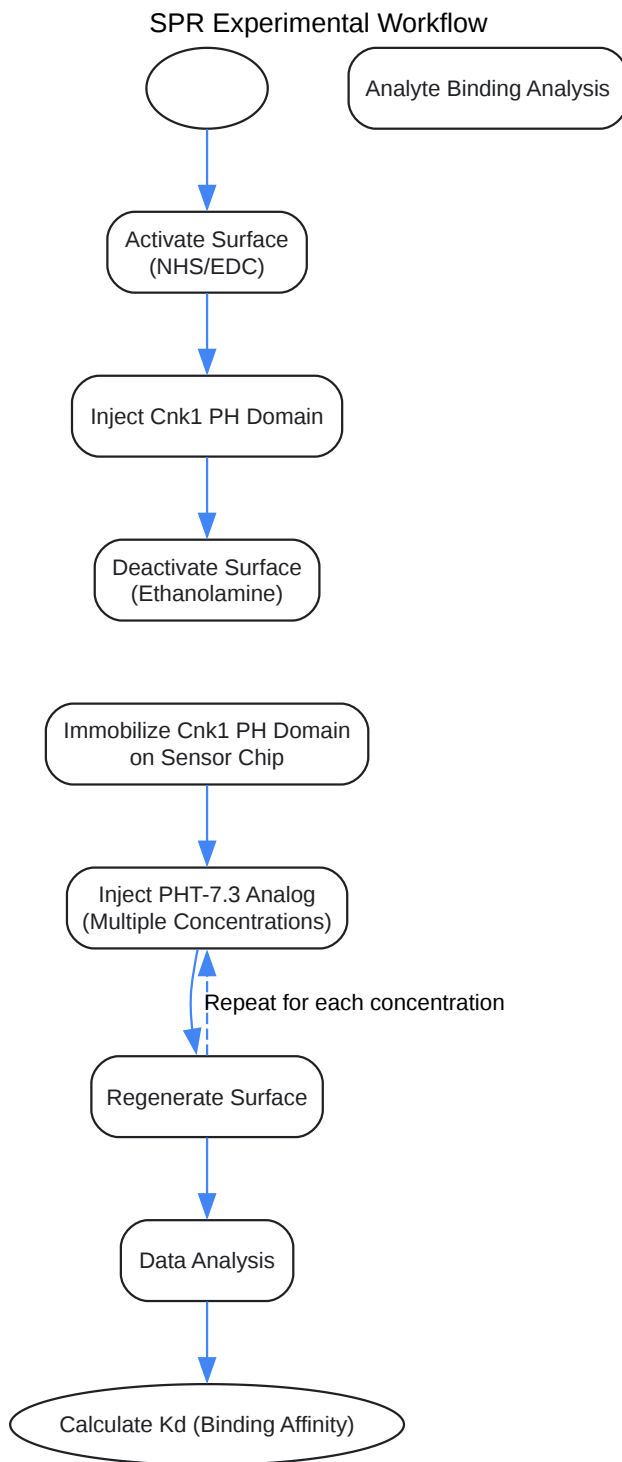 SPR Experimental Workflow
Analyte Binding Analysis
Activate Surface
(NHS/EDC)
Inject Cnk1 PH Domain
Deactivate Surface
(Ethanolamine)
Immobilize Cnk1 PH Domain
on Sensor Chip
Inject PHT-7.3 Analog
(Multiple Concentrations)
Repeat for each concentration
Regenerate Surface
Data Analysis
Calculate Kd (Binding Affinity)